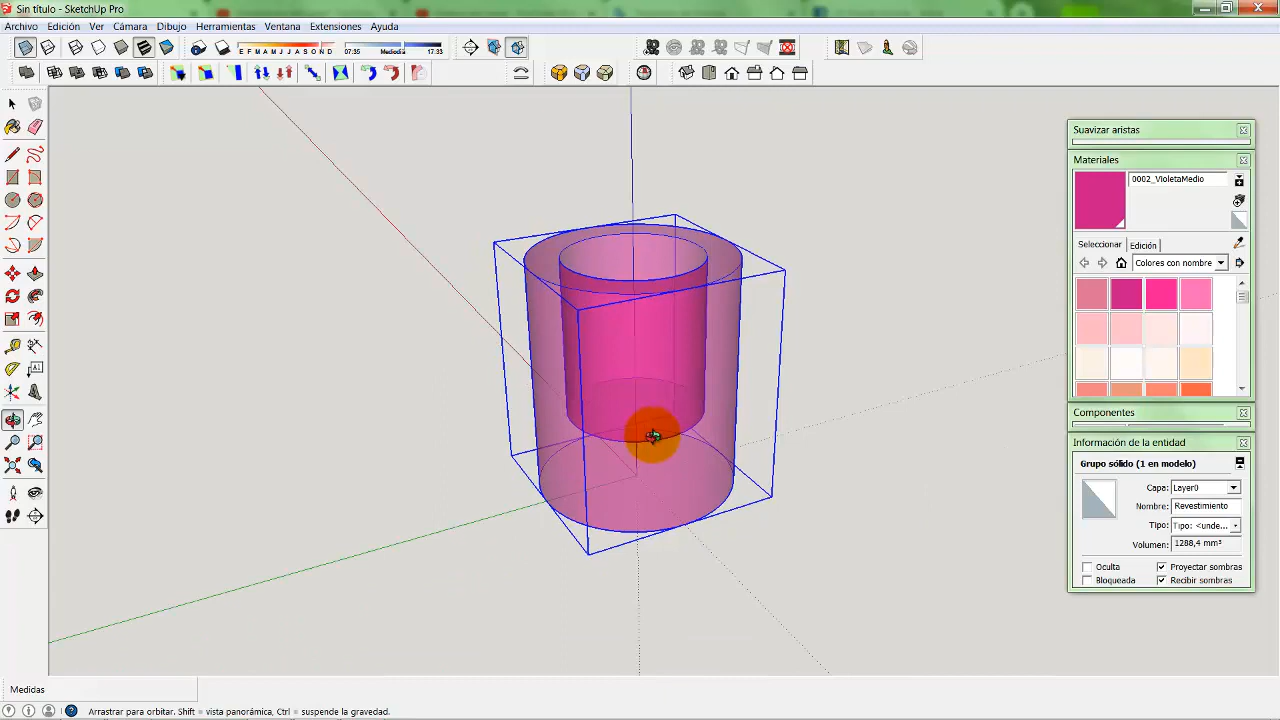 Sin título - SketchUp Pro
Archivo Edición Ver Cámara Dibujo Herramientas Ventana Extensiones Ayuda
E F M A M J J A S O N D 07:35 Mediodía 17:33
Suavizar aristas
Materiales
0002_VioletaMedio
Seleccionar Edición
Colores con nombre
Componentes
Información de la entidad
Grupo sólido (1 en modelo)
Capa: Layer0
Nombre: Revestimiento
Tipo: Tipo: <unde...
Volumen: 1288,4 mm³
Oculta Proyectar sombras
Bloqueada Recibir sombras
Medidas
Arrastrar para orbitar. Shift = vista panorámica, Ctrl = suspende la gravedad.